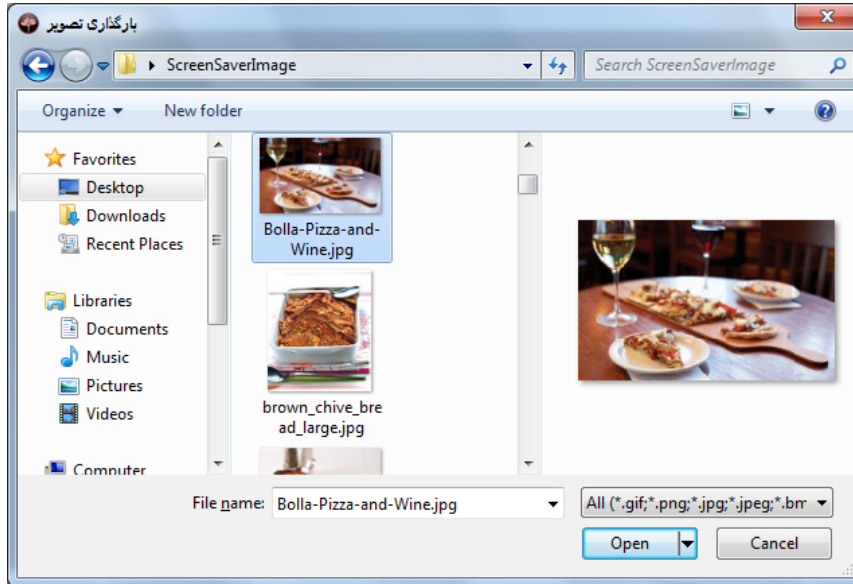 بارگذاری تصویر
ScreenSaverImage
Search ScreenSaverImage
Organize
New folder
Favorites
Desktop
Downloads
Recent Places
Libraries
Documents
Music
Pictures
Videos
Computer
Bolla-Pizza-and-
Wine.jpg
brown_chive_bre
ad_large.jpg
File name:
Bolla-Pizza-and-Wine.jpg
All (*.gif;*.png;*.jpg;*.jpeg;*.bm
Open
Cancel